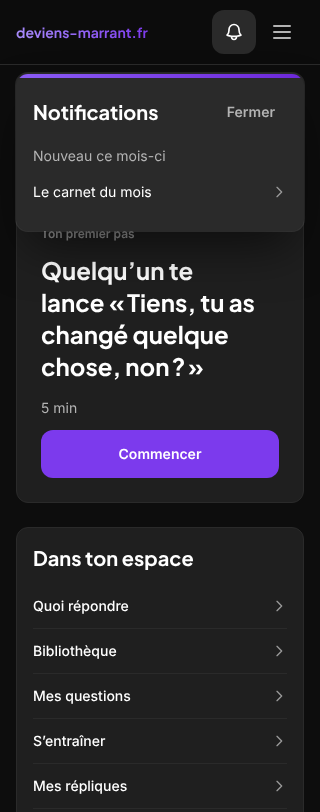 deviens-marrant.fr
Notifications
Fermer
Nouveau ce mois-ci
Le carnet du mois
Ton premier pas
Quelqu’un te
lance « Tiens, tu as
changé quelque
chose, non ? »
5 min
Commencer
Dans ton espace
Quoi répondre
Bibliothèque
Mes questions
S’entraîner
Mes répliques